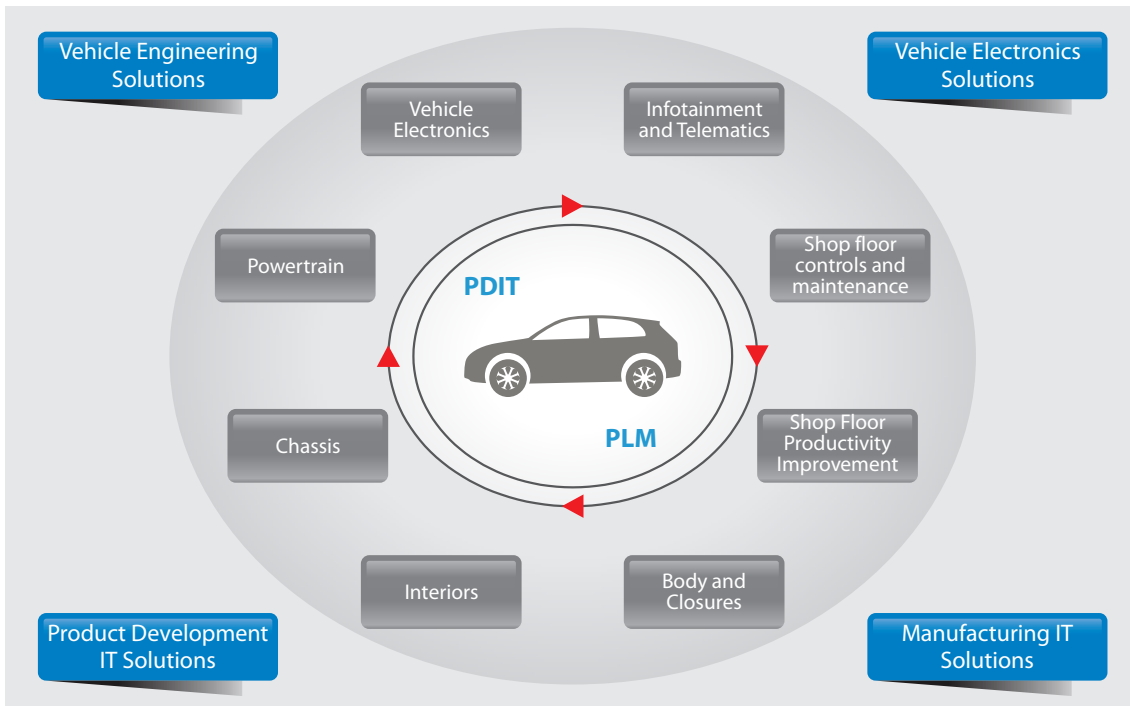 Vehicle Engineering
Solutions
Vehicle Electronics
Solutions
Vehicle
Electronics
Infotainment
and Telematics
Powertrain
Shop floor
controls and
maintenance
PDIT
PLM
Chassis
Shop Floor
Productivity
Improvement
Interiors
Body and
Closures
Product Development
IT Solutions
Manufacturing IT
Solutions